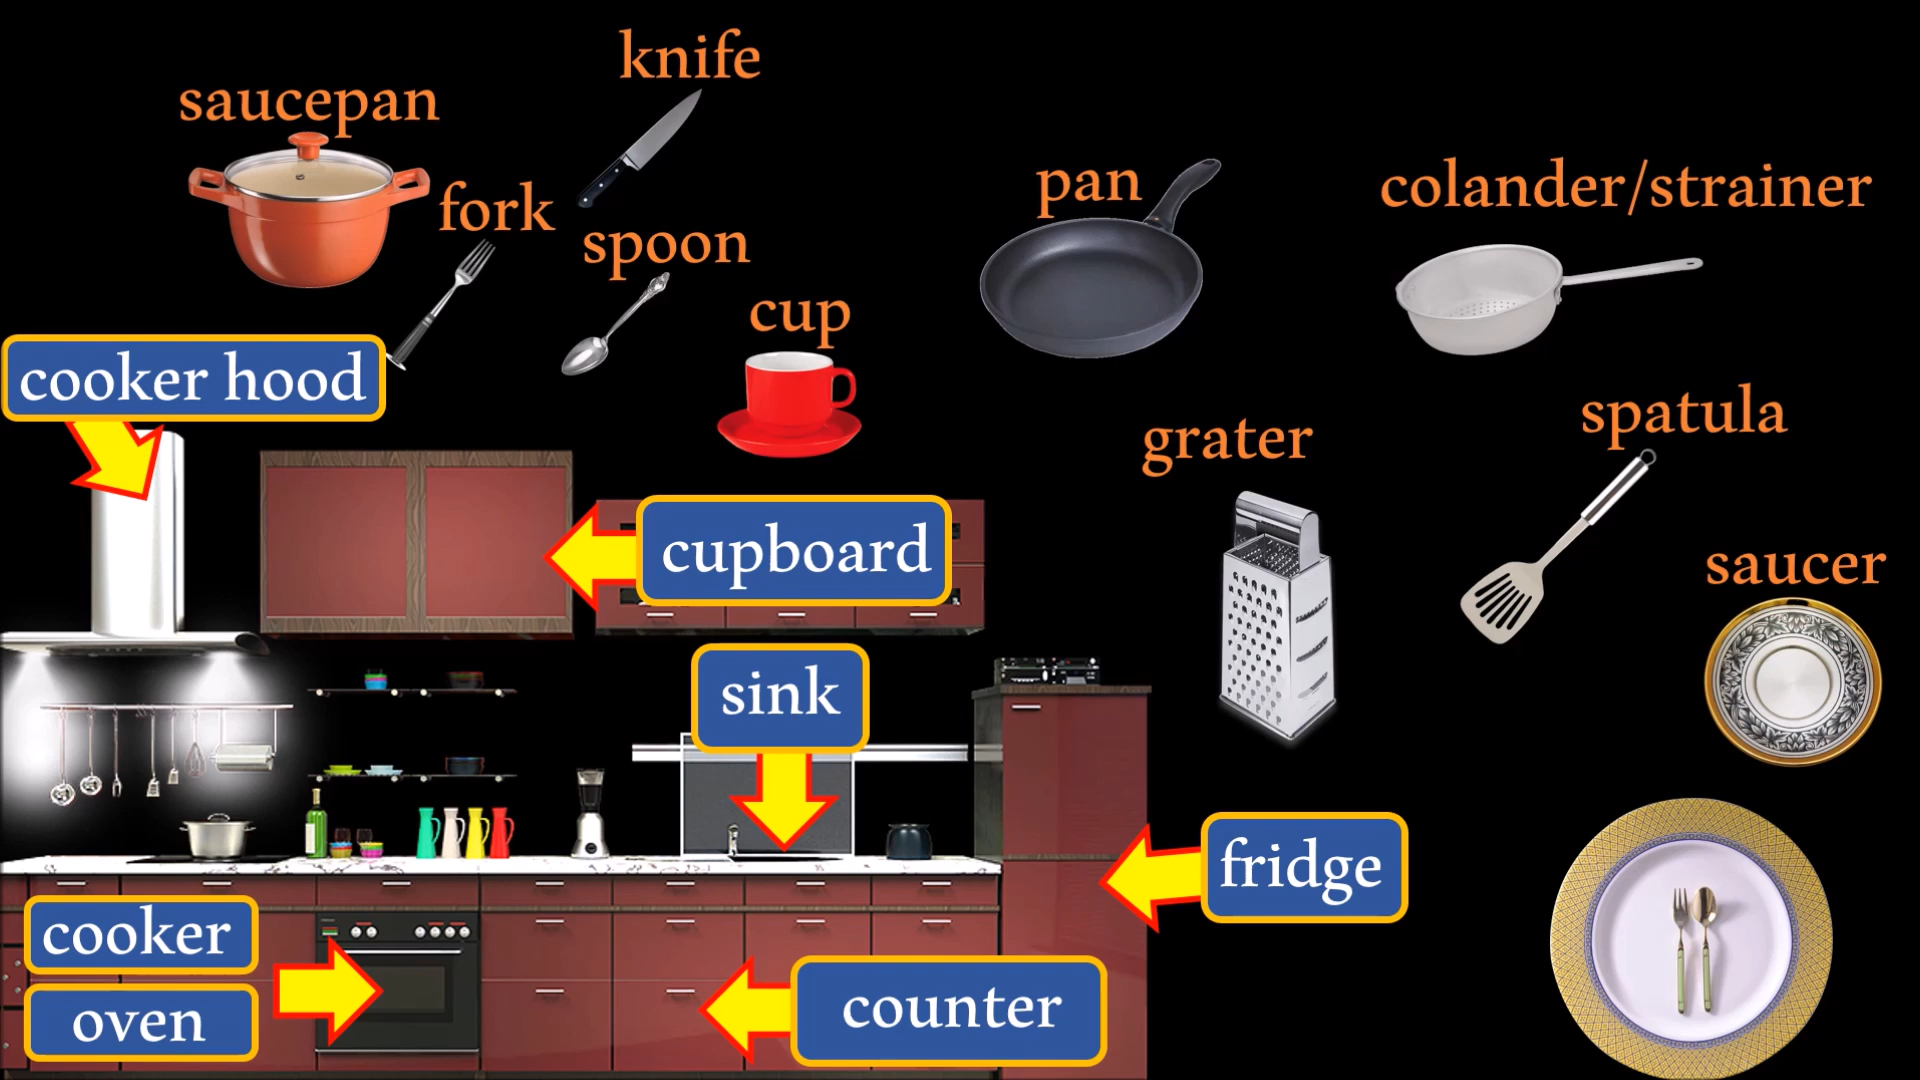 knife
saucepan
fork
spoon
pan
colander/strainer
cup
cooker hood
spatula
grater
cupboard
saucer
sink
fridge
cooker
oven
counter